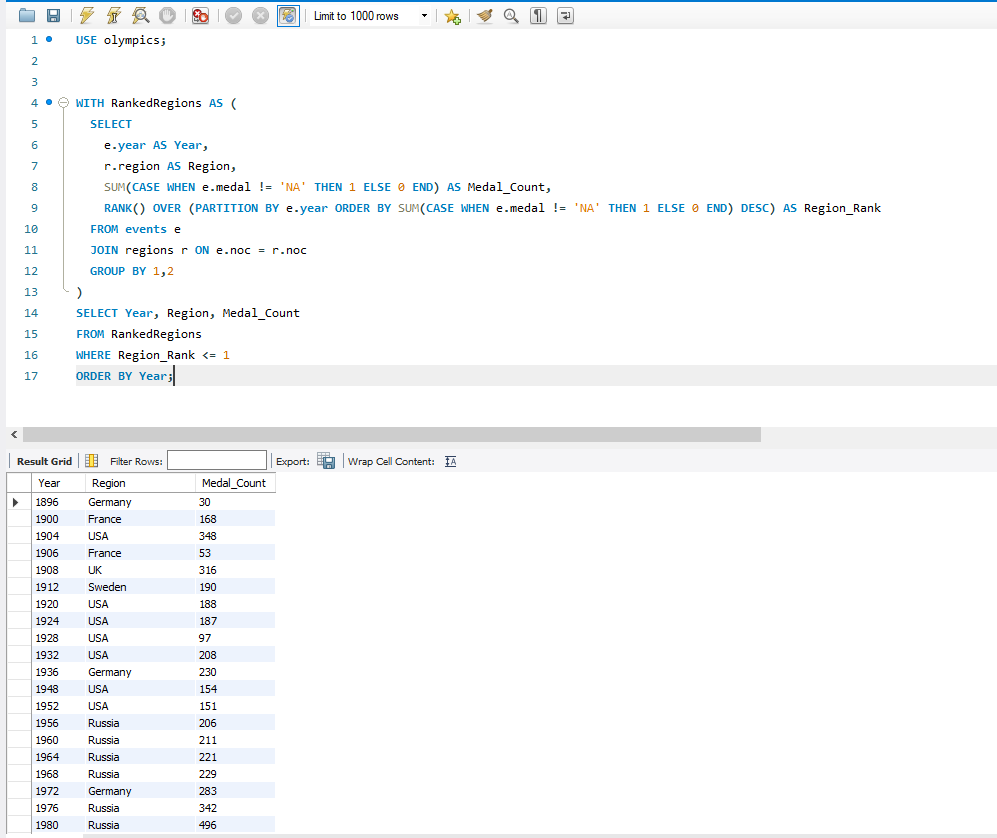 Limit to 1000 rows
1 USE olympics;
2
3
4 WITH RankedRegions AS (
5 SELECT
6 e.year AS Year,
7 r.region AS Region,
8 SUM(CASE WHEN e.medal != 'NA' THEN 1 ELSE 0 END) AS Medal_Count,
9 RANK() OVER (PARTITION BY e.year ORDER BY SUM(CASE WHEN e.medal != 'NA' THEN 1 ELSE 0 END) DESC) AS Region_Rank
10 FROM events e
11 JOIN regions r ON e.noc = r.noc
12 GROUP BY 1,2
13 )
14 SELECT Year, Region, Medal_Count
15 FROM RankedRegions
16 WHERE Region_Rank <= 1
17 ORDER BY Year;
Result Grid Filter Rows: Export: Wrap Cell Content:
Year Region Medal_Count
1896 Germany 30
1900 France 168
1904 USA 348
1906 France 53
1908 UK 316
1912 Sweden 190
1920 USA 188
1924 USA 187
1928 USA 97
1932 USA 208
1936 Germany 230
1948 USA 154
1952 USA 151
1956 Russia 206
1960 Russia 211
1964 Russia 221
1968 Russia 229
1972 Germany 283
1976 Russia 342
1980 Russia 496